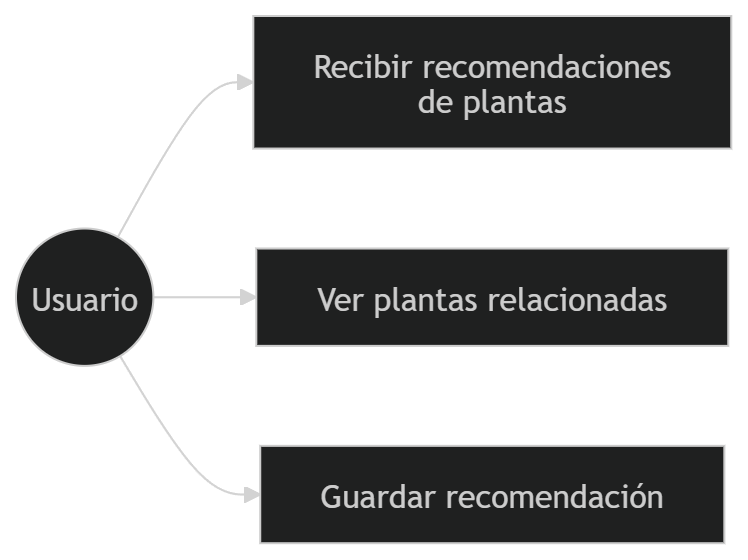 Recibir recomendaciones
de plantas
Usuario
Ver plantas relacionadas
Guardar recomendación